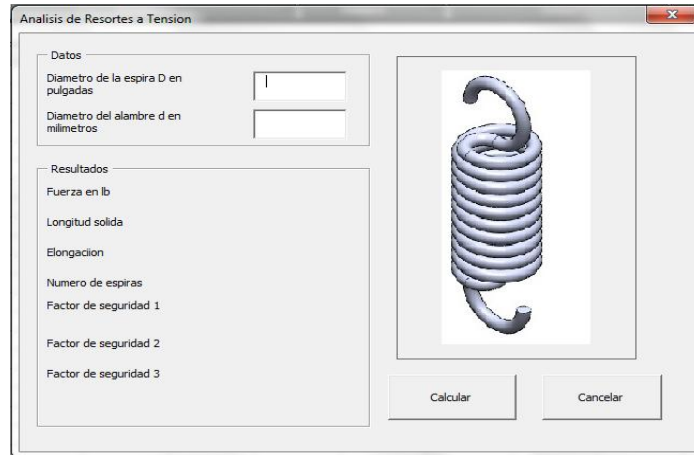 Analisis de Resortes a Tension
Datos
Diametro de la espira D en
pulgadas
Diametro del alambre d en
milimetros
Resultados
Fuerza en lb
Longitud solida
Elongaciion
Numero de espiras
Factor de seguridad 1
Factor de seguridad 2
Factor de seguridad 3
Calcular
Cancelar